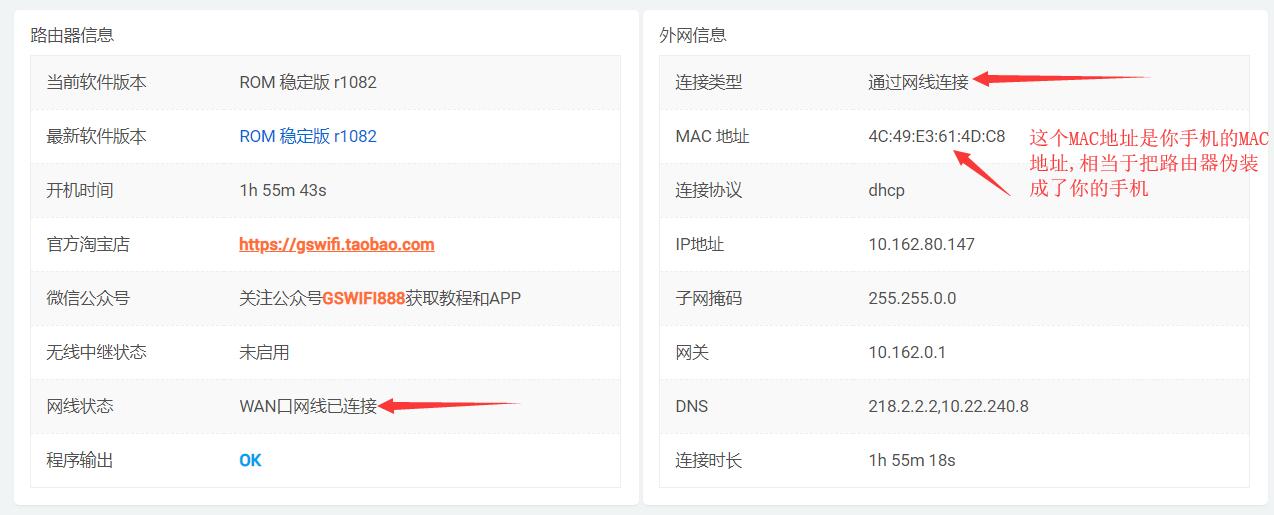 路由器信息
当前软件版本 ROM 稳定版 r1082
最新软件版本 ROM 稳定版 r1082
开机时间 1h 55m 43s
官方淘宝店 https://gswifi.taobao.com
微信公众号 关注公众号GSWIFI888获取教程和APP
无线中继状态 未启用
网线状态 WAN口网线已连接
程序输出 OK
外网信息
连接类型 通过网线连接
MAC 地址 4C:49:E3:61:4D:C8
这个MAC地址是你手机的MAC
地址,相当于把路由器伪装
成了你的手机
连接协议 dhcp
IP地址 10.162.80.147
子网掩码 255.255.0.0
网关 10.162.0.1
DNS 218.2.2.2,10.22.240.8
连接时长 1h 55m 18s